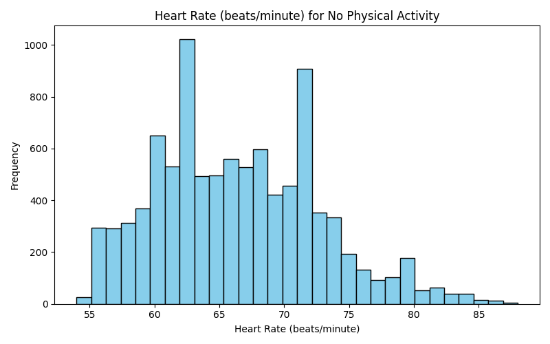 Heart Rate (beats/minute) for No Physical Activity
1000
800
600
400
200
0
Frequency
55 60 65 70 75 80 85
Heart Rate (beats/minute)